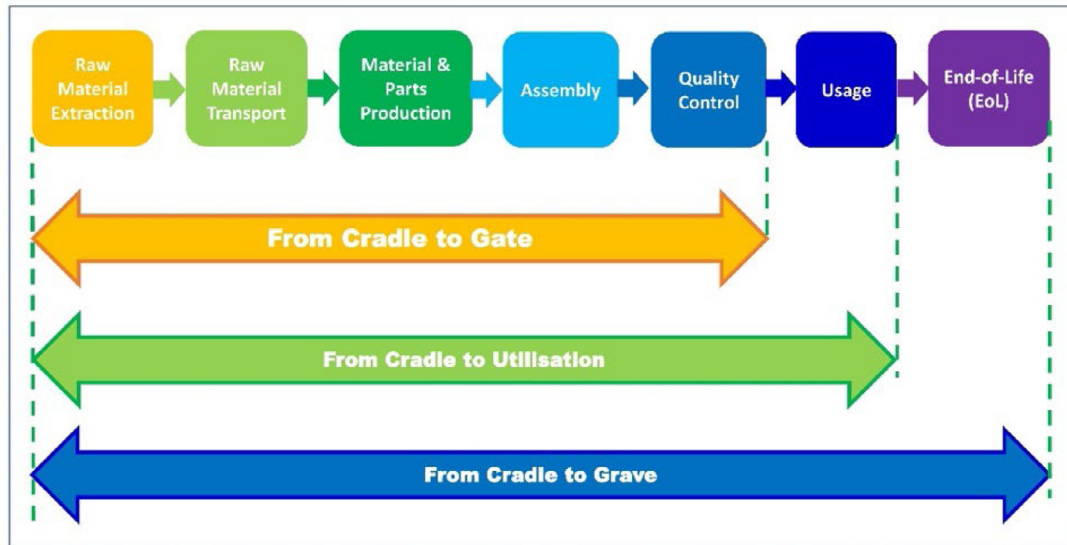 Raw
Material
Extraction
Raw
Material
Transport
Material &
Parts
Production
Assembly
Quality
Control
Usage
End-of-Life
(EoL)
From Cradle to Gate
From Cradle to Utilisation
From Cradle to Grave